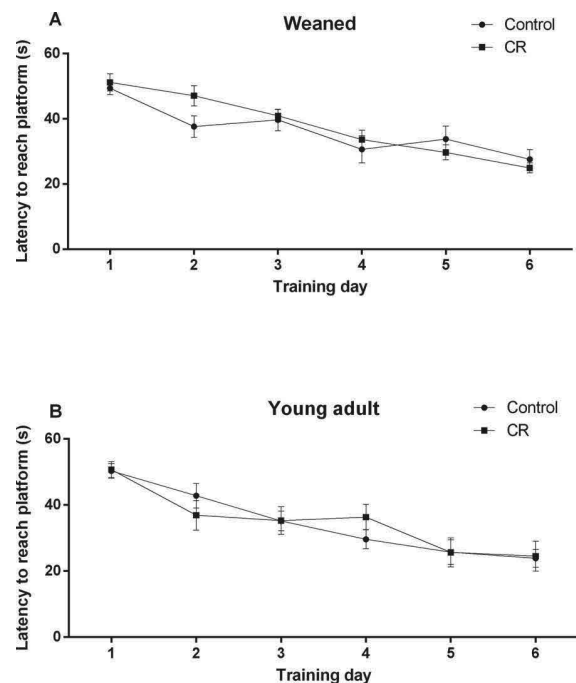 A
Weaned
Control
CR
Latency to reach platform (s)
60
40
20
0
1 2 3 4 5 6
Training day
B
Young adult
Control
CR
Latency to reach platform (s)
60
40
20
0
1 2 3 4 5 6
Training day